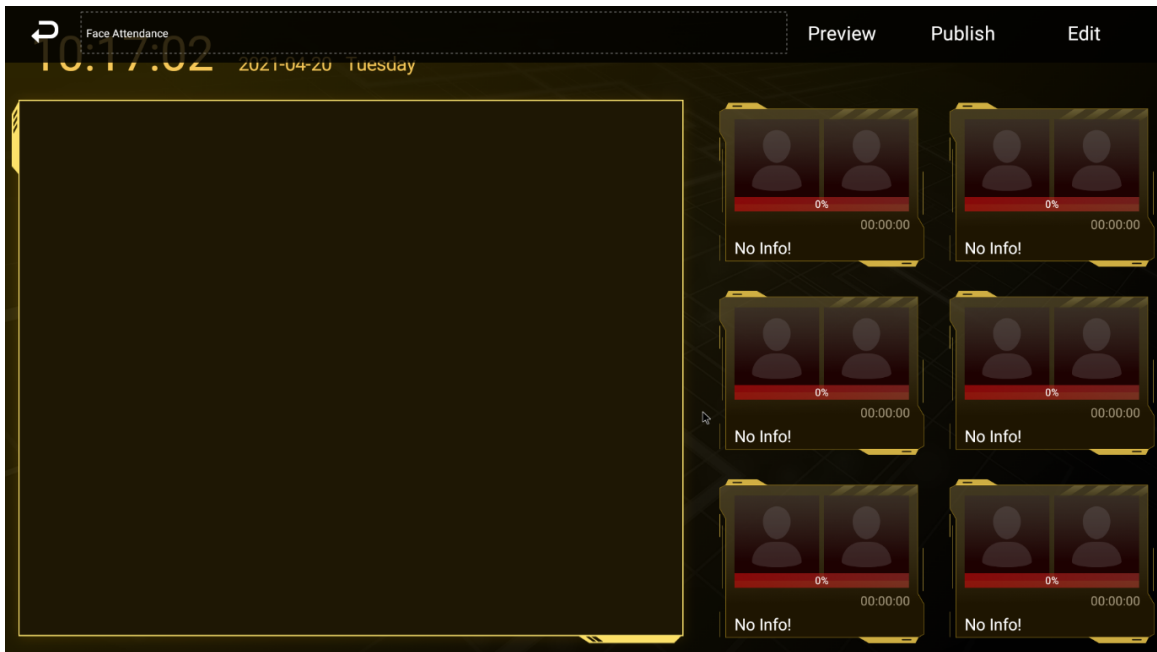 Face Attendance
Preview Publish Edit
10:17:02 2021-04-20 Tuesday
0% 0%
00:00:00 00:00:00
No Info! No Info!
0% 0%
00:00:00 00:00:00
No Info! No Info!
0% 0%
00:00:00 00:00:00
No Info! No Info!